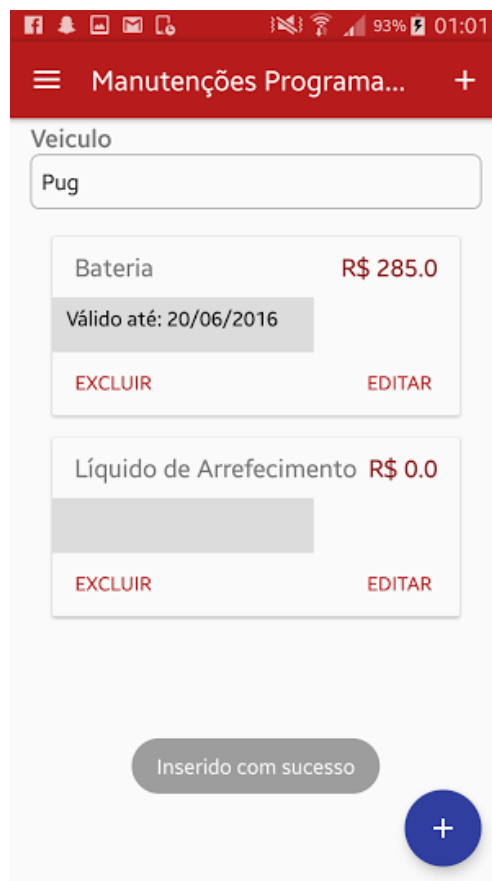 93% 01:01
Manutenções Programa... +
Veiculo
Pug
Bateria R$ 285.0
Válido até: 20/06/2016
EXCLUIR EDITAR
Líquido de Arrefecimento R$ 0.0
EXCLUIR EDITAR
Inserido com sucesso
+